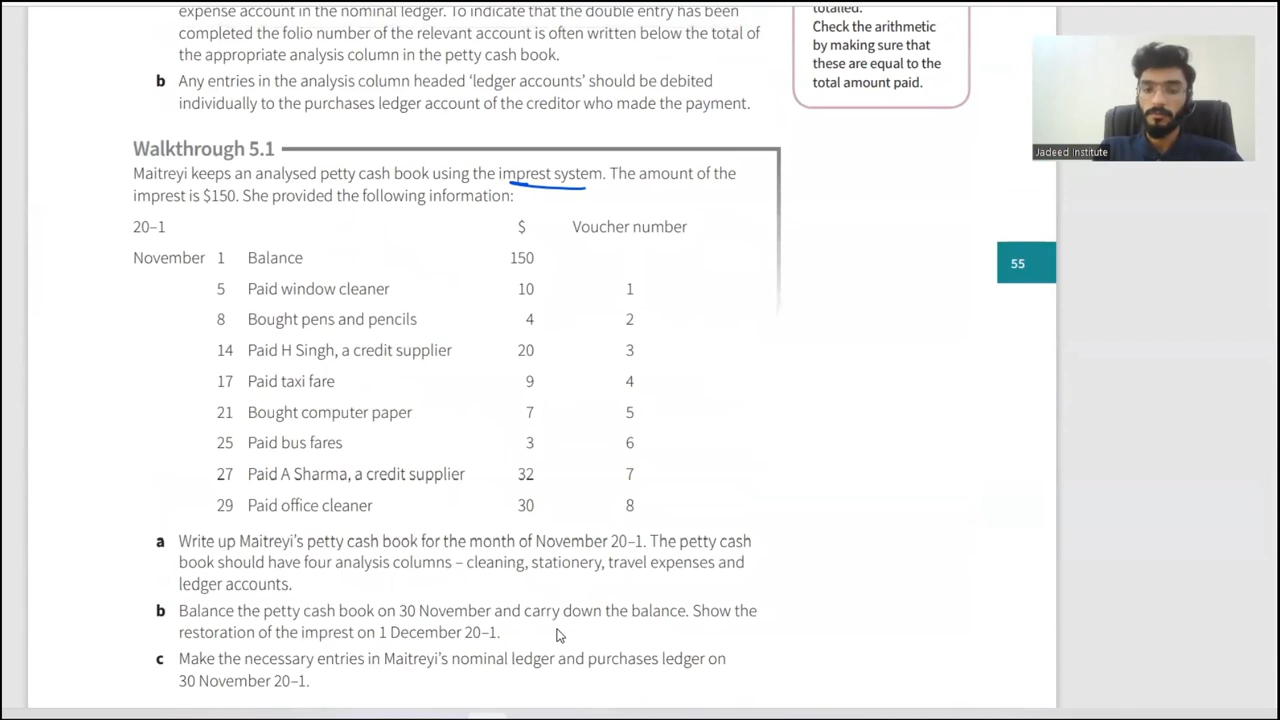 expense account in the nominal ledger. To indicate that the double entry has been
completed the folio number of the relevant account is often written below the total of
the appropriate analysis column in the petty cash book.
b Any entries in the analysis column headed ‘ledger accounts’ should be debited
individually to the purchases ledger account of the creditor who made the payment.
totalled.
Check the arithmetic
by making sure that
these are equal to the
total amount paid.
Jadeed Institute
Walkthrough 5.1
Maitreyi keeps an analysed petty cash book using the imprest system. The amount of the
imprest is $150. She provided the following information:
20–1 $ Voucher number
November 1 Balance 150
5 Paid window cleaner 10 1
8 Bought pens and pencils 4 2
14 Paid H Singh, a credit supplier 20 3
17 Paid taxi fare 9 4
21 Bought computer paper 7 5
25 Paid bus fares 3 6
27 Paid A Sharma, a credit supplier 32 7
29 Paid office cleaner 30 8
55
a Write up Maitreyi’s petty cash book for the month of November 20–1. The petty cash
book should have four analysis columns – cleaning, stationery, travel expenses and
ledger accounts.
b Balance the petty cash book on 30 November and carry down the balance. Show the
restoration of the imprest on 1 December 20–1.
c Make the necessary entries in Maitreyi’s nominal ledger and purchases ledger on
30 November 20–1.